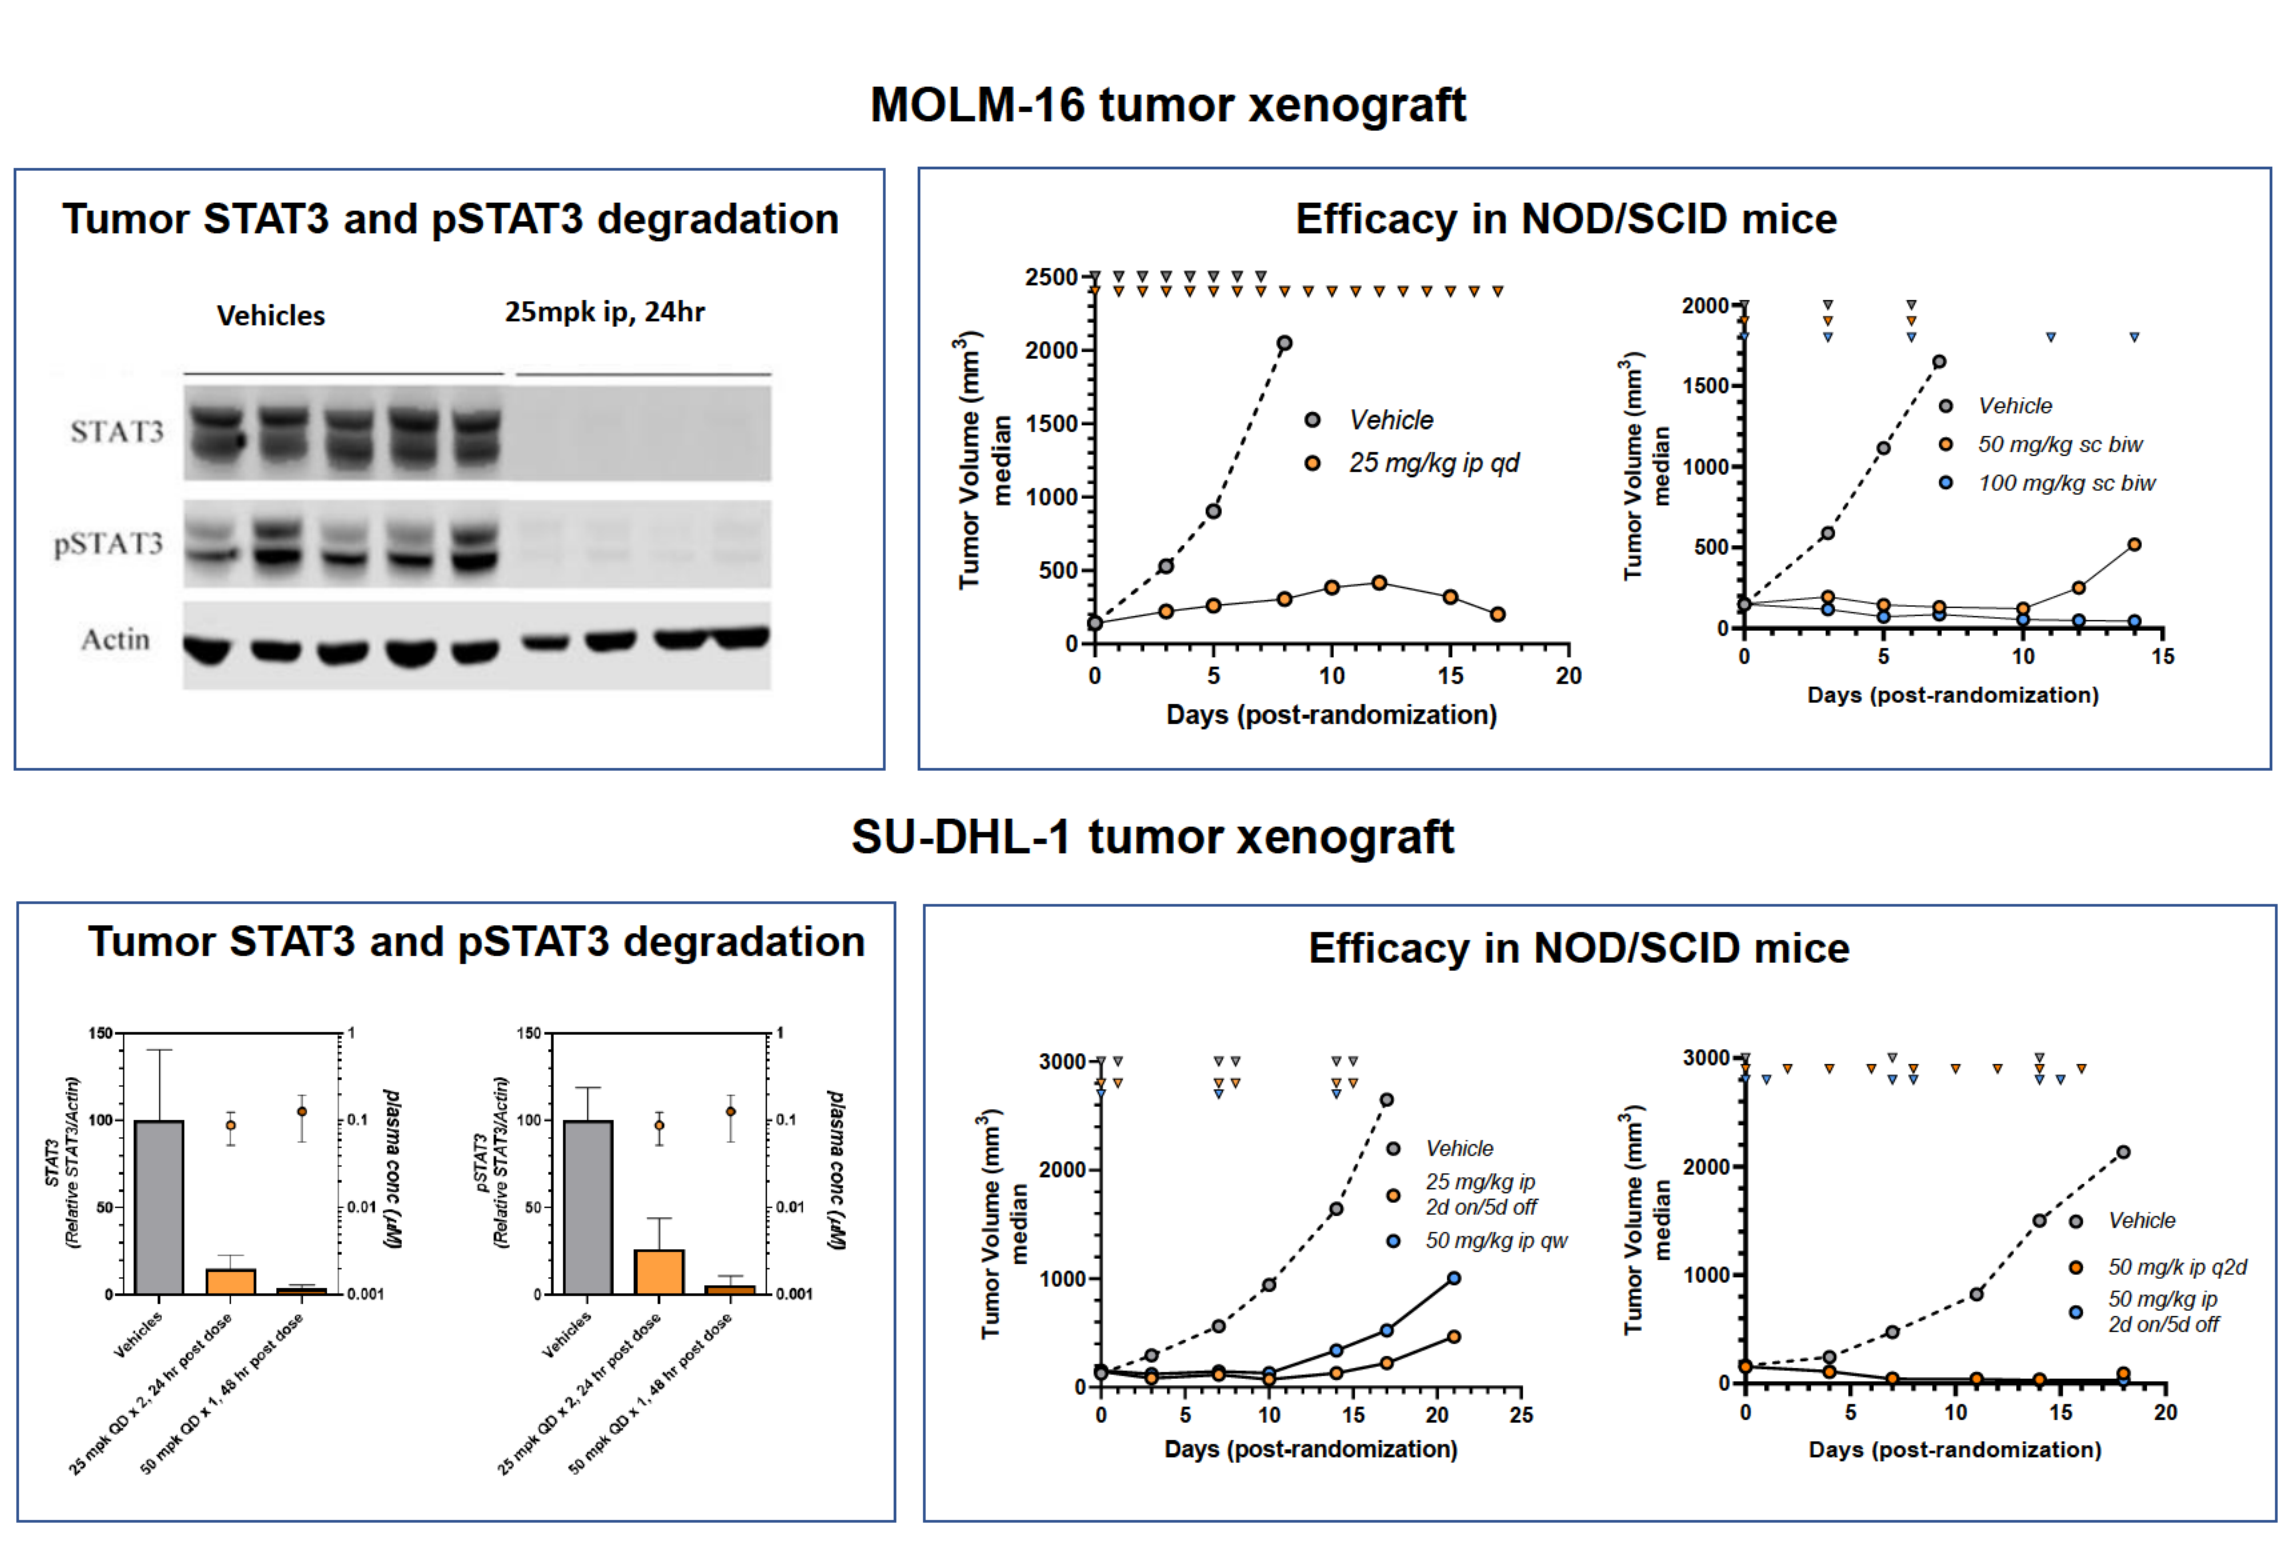 MOLM-16 tumor xenograft
Tumor STAT3 and pSTAT3 degradation
Vehicles
25mpk ip, 24hr
STAT3
pSTAT3
Actin
Efficacy in NOD/SCID mice
Tumor Volume (mm³)
median
2500
2000
1500
1000
500
0
0 5 10 15 20
Days (post-randomization)
Vehicle
25 mg/kg ip qd
Tumor Volume (mm³)
median
2000
1500
1000
500
0
0 5 10 15
Days (post-randomization)
Vehicle
50 mg/kg sc biw
100 mg/kg sc biw
SU-DHL-1 tumor xenograft
Tumor STAT3 and pSTAT3 degradation
STAT3
(Relative STAT3/Actin)
150
100
50
0
1
0.1
0.01
0.001
plasma conc (µM)
Vehicles
25 mpk QD x 2, 24 hr post dose
50 mpk QD x 1, 48 hr post dose
pSTAT3
(Relative STAT3/Actin)
150
100
50
0
1
0.1
0.01
0.001
plasma conc (µM)
Vehicles
25 mpk QD x 2, 24 hr post dose
50 mpk QD x 1, 48 hr post dose
Efficacy in NOD/SCID mice
Tumor Volume (mm³)
median
3000
2000
1000
0
0 5 10 15 20 25
Days (post-randomization)
Vehicle
25 mg/kg ip
2d on/5d off
50 mg/kg ip qw
Tumor Volume (mm³)
median
3000
2000
1000
0
0 5 10 15 20
Days (post-randomization)
Vehicle
50 mg/k ip q2d
50 mg/kg ip
2d on/5d off